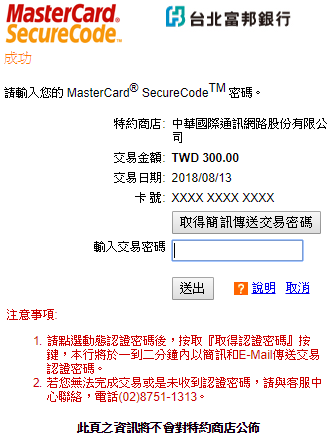 MasterCard® 台北富邦銀行
SecureCode™
成功
請輸入您的 MasterCard® SecureCode™ 密碼。
特約商店: 中華國際通訊網路股份有限公
司
交易金額: TWD 300.00
交易日期: 2018/08/13
卡 號: XXXX XXXX XXXX
取得簡訊傳送交易密碼
輸入交易密碼
送出 ? 說明 取消
注意事項:
1. 請點選動態認證密碼後，按取『取得認證密碼』按
鍵，本行將於一到二分鐘內以簡訊和E-Mail傳送交易
認證密碼。
2. 若您無法完成交易或是未收到認證密碼，請與客服中
心聯絡，電話(02)8751-1313。
此頁之資訊將不會對特約商店公佈